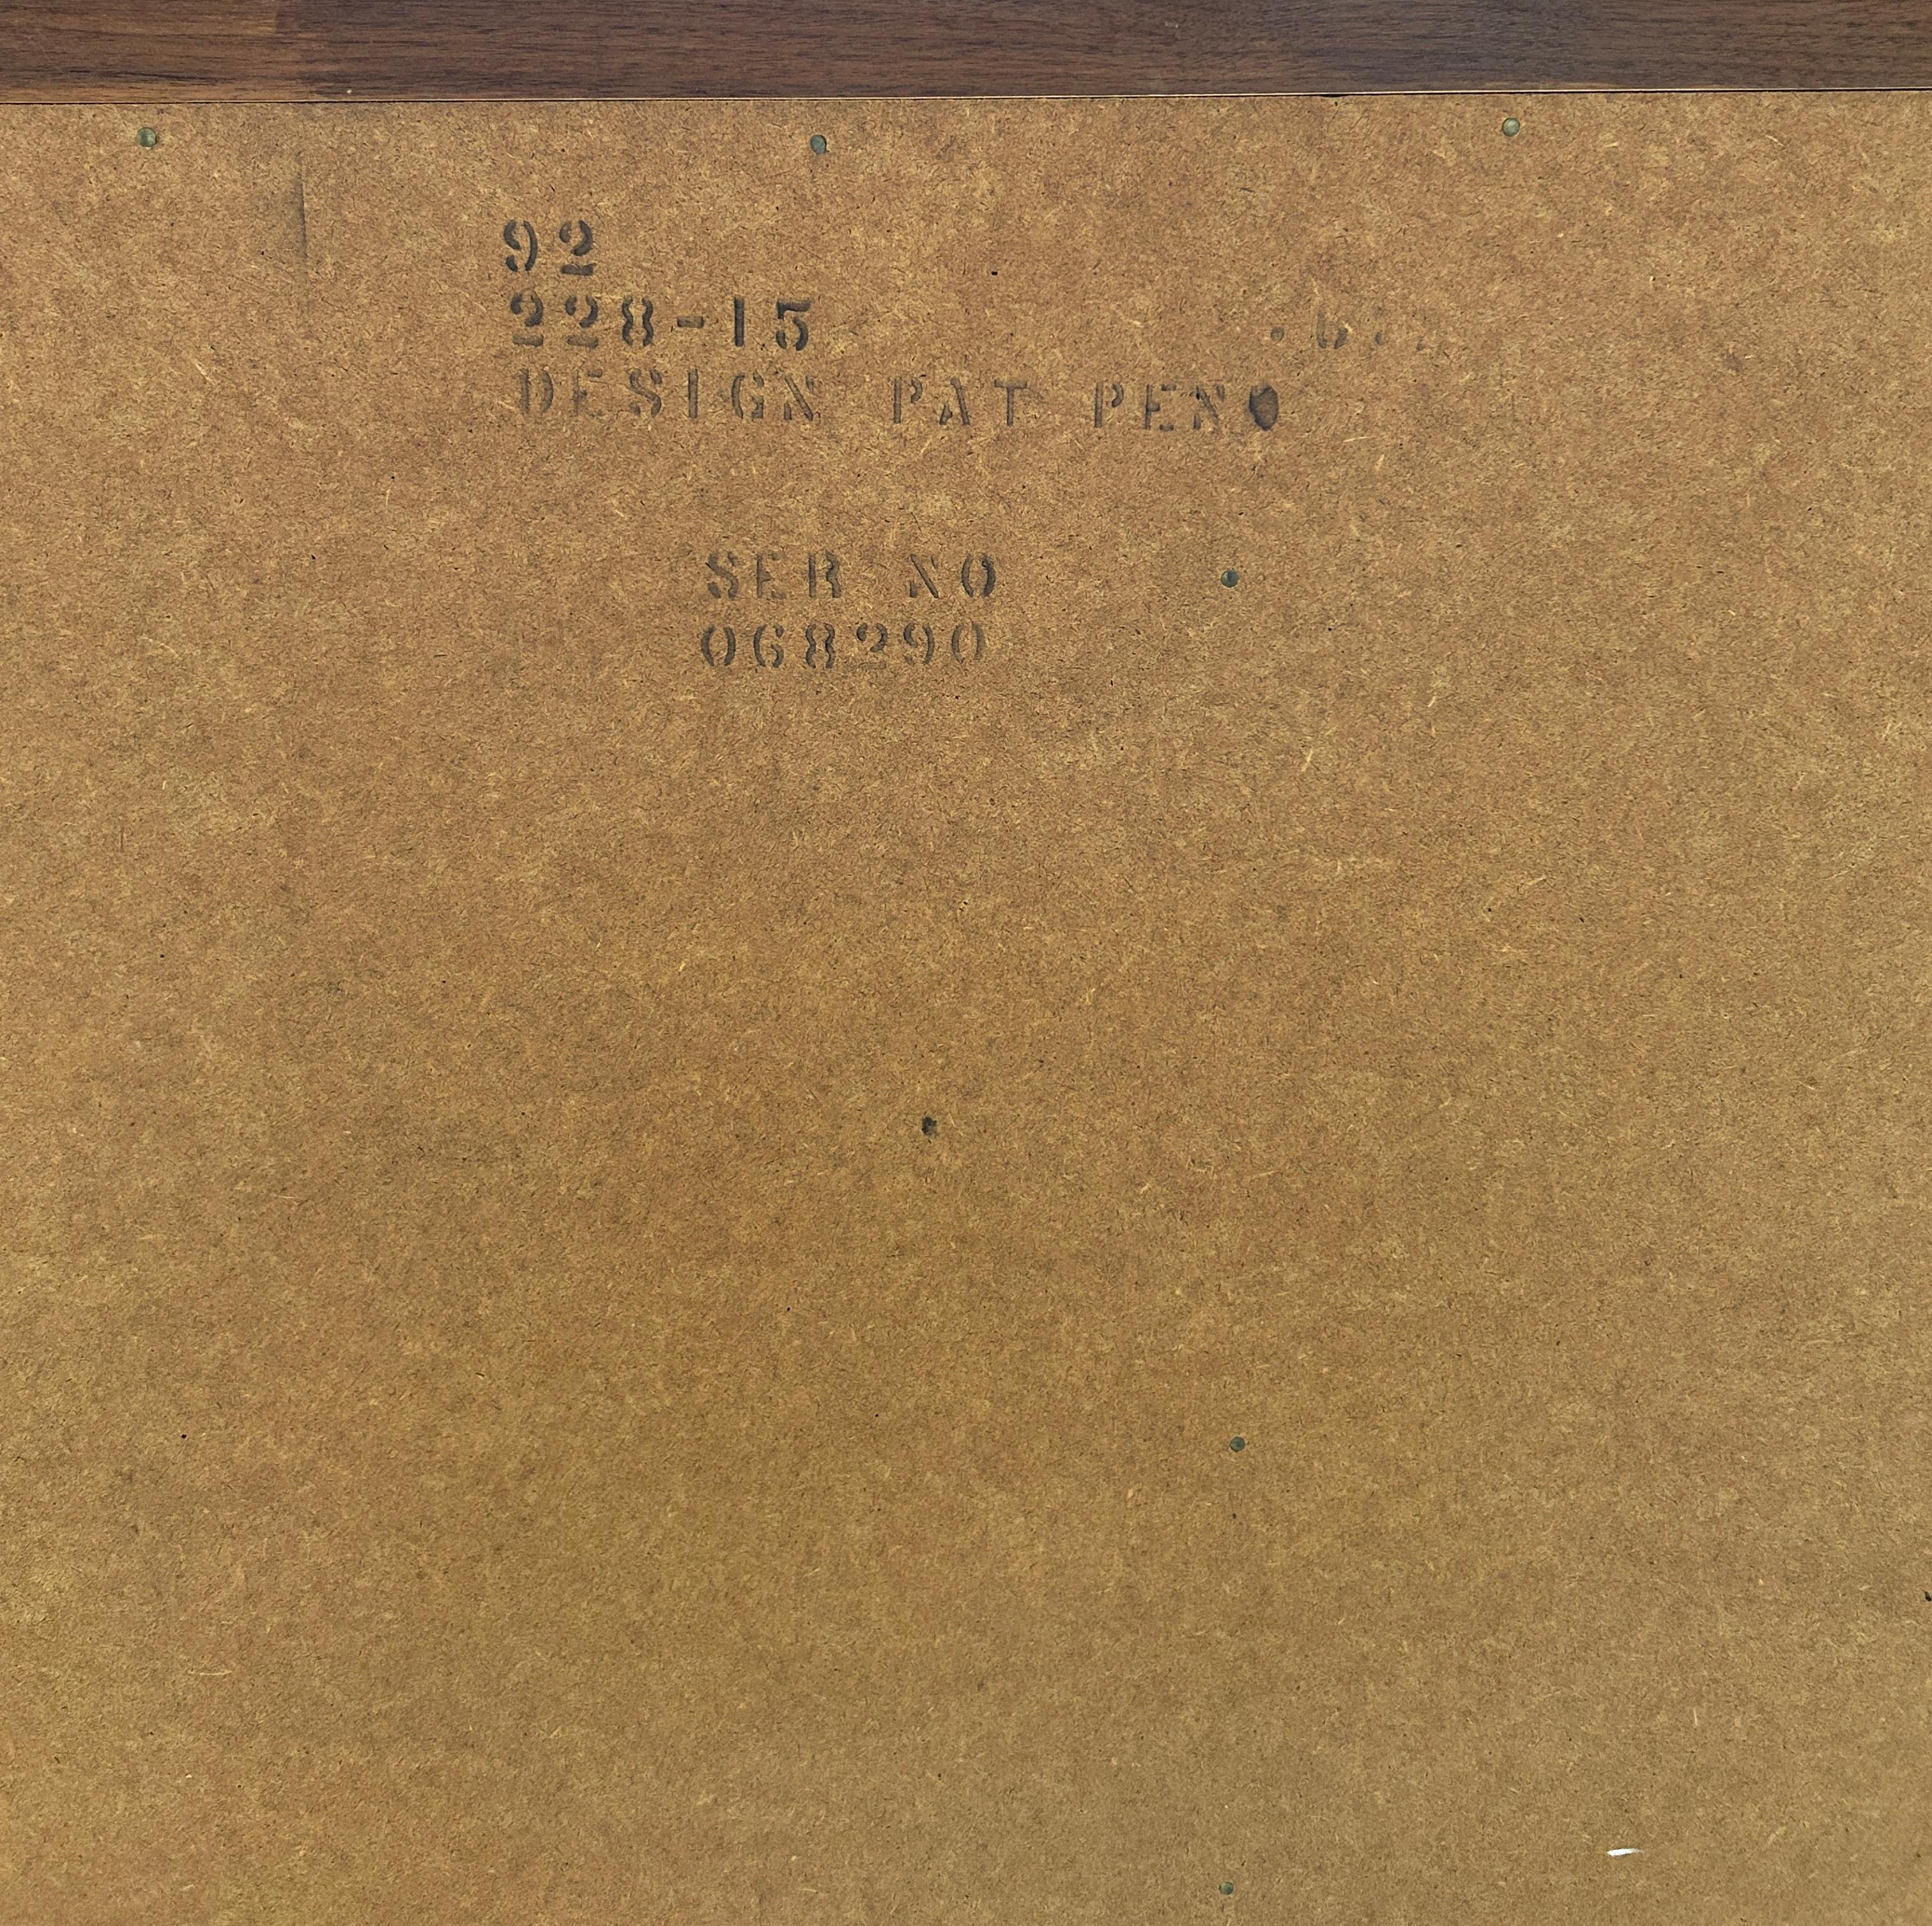 92
228-15
DESIGN PAT PEND
SER NO
068290